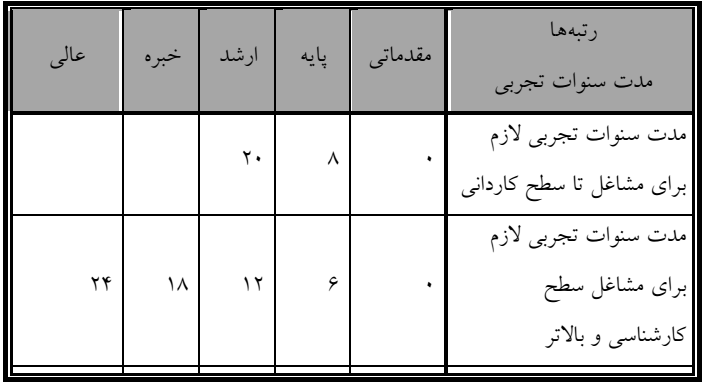 رتبه‌ها
مدت سنوات تجربی
مقدماتی
پایه
ارشد
خبره
عالی
مدت سنوات تجربی لازم
برای مشاغل تا سطح کاردانی
۰
۸
۲۰
مدت سنوات تجربی لازم
برای مشاغل سطح
کارشناسی و بالاتر
۰
۶
۱۲
۱۸
۲۴